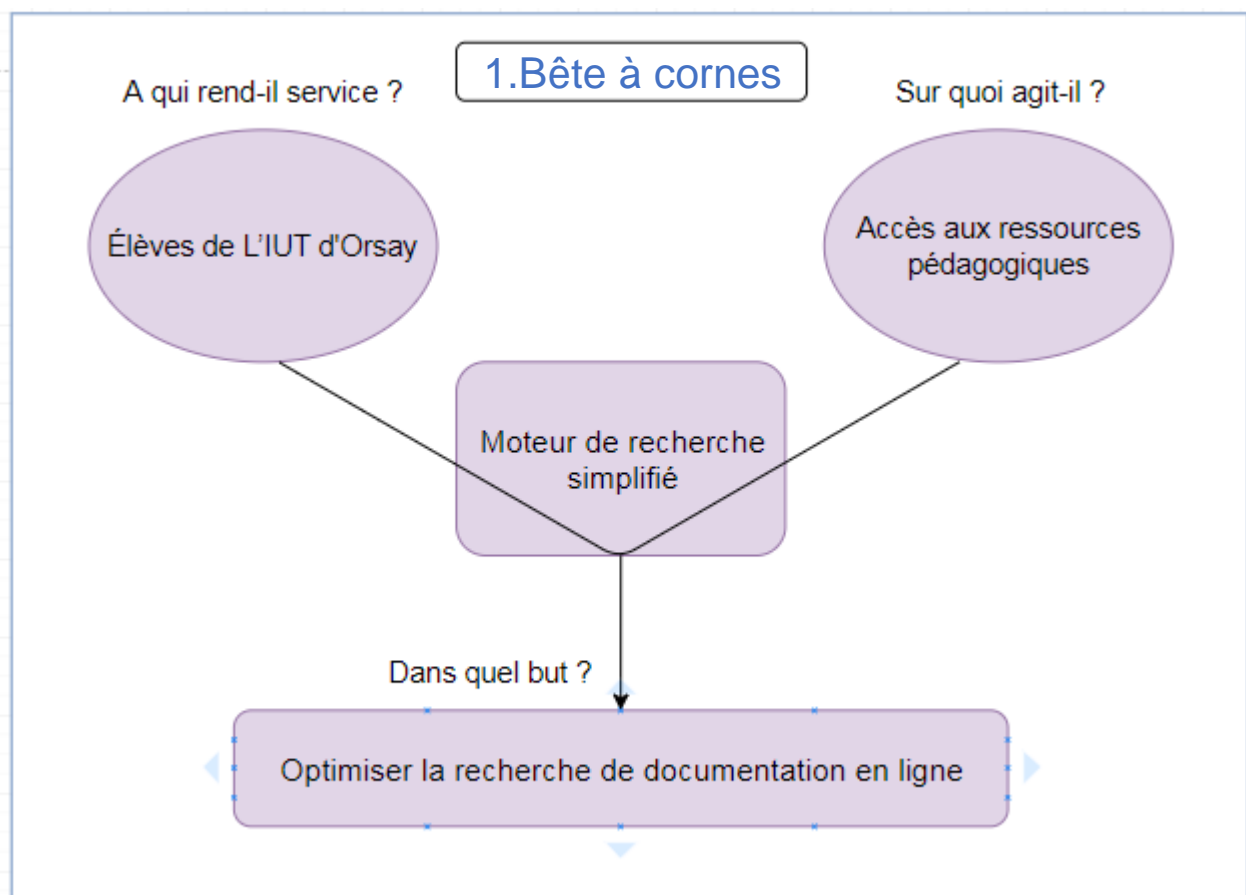 1.Bête à cornes
A qui rend-il service ?
Sur quoi agit-il ?
Élèves de L’IUT d'Orsay
Accès aux ressources
pédagogiques
Moteur de recherche
simplifié
Dans quel but ?
Optimiser la recherche de documentation en ligne